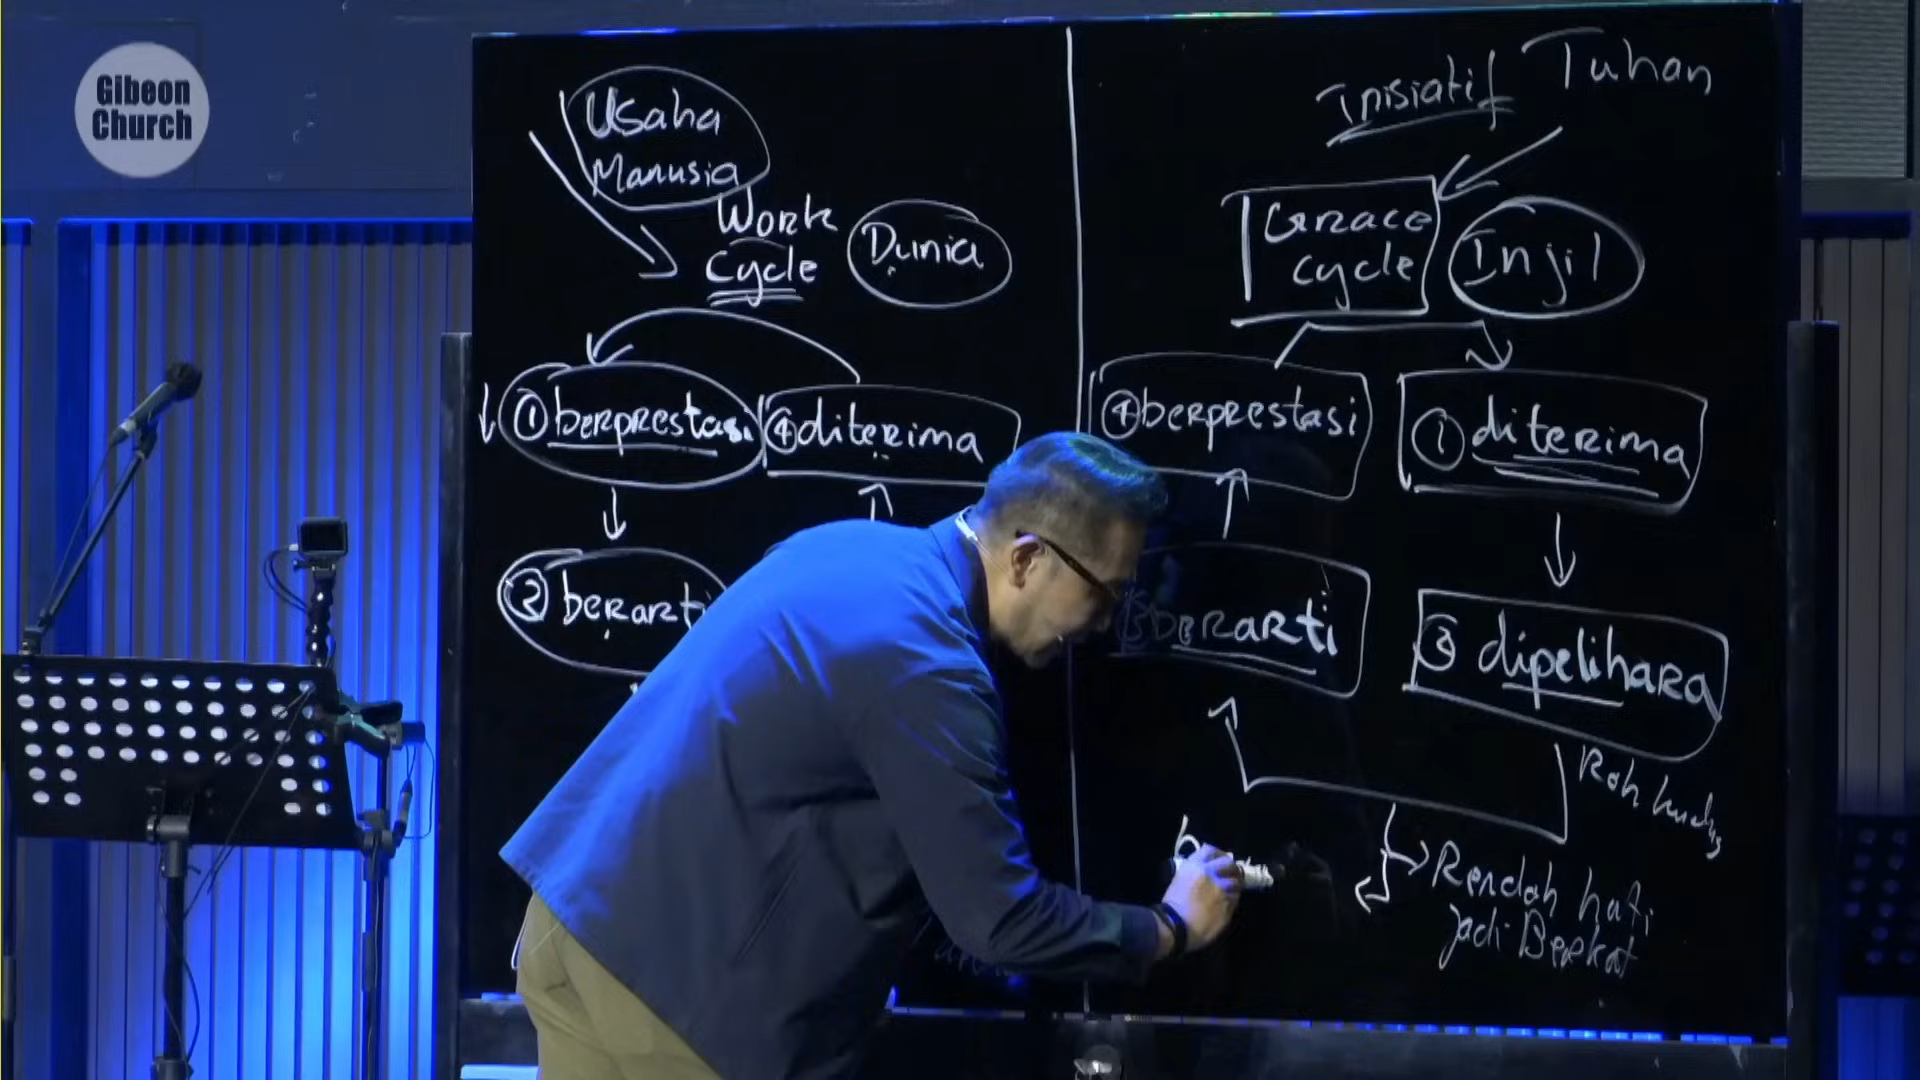 Gibeon
Church
Usaha
Manusia
Work
Cycle
Dunia
① berprestasi
④ diterima
② berarti
Inisiatif Tuhan
Grace
cycle
Injil
④ berprestasi
① diterima
③ berarti
② dipelihara
Roh kudus
Rendah hati
jadi Berkat